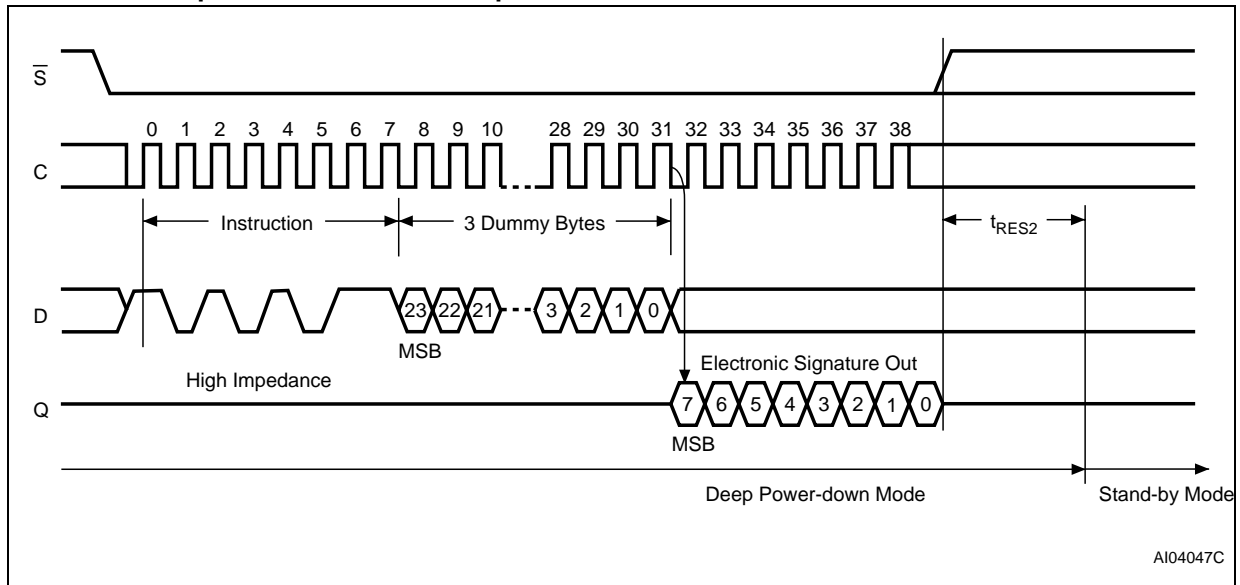 S
0 1 2 3 4 5 6 7 8 9 10 28 29 30 31 32 33 34 35 36 37 38
C
Instruction 3 Dummy Bytes tRES2
D 23 22 21 3 2 1 0
MSB
High Impedance Electronic Signature Out
Q 7 6 5 4 3 2 1 0
MSB
Deep Power-down Mode Stand-by Mode
AI04047C